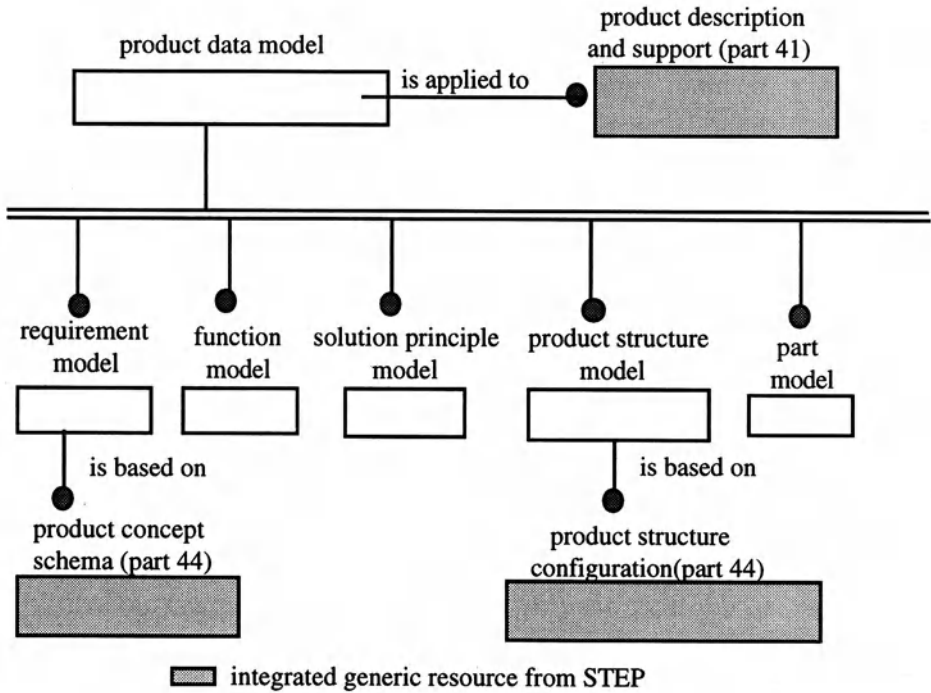 product data model
product description
and support (part 41)
is applied to
requirement
model
function
model
solution principle
model
product structure
model
part
model
is based on
is based on
product concept
schema (part 44)
product structure
configuration(part 44)
integrated generic resource from STEP